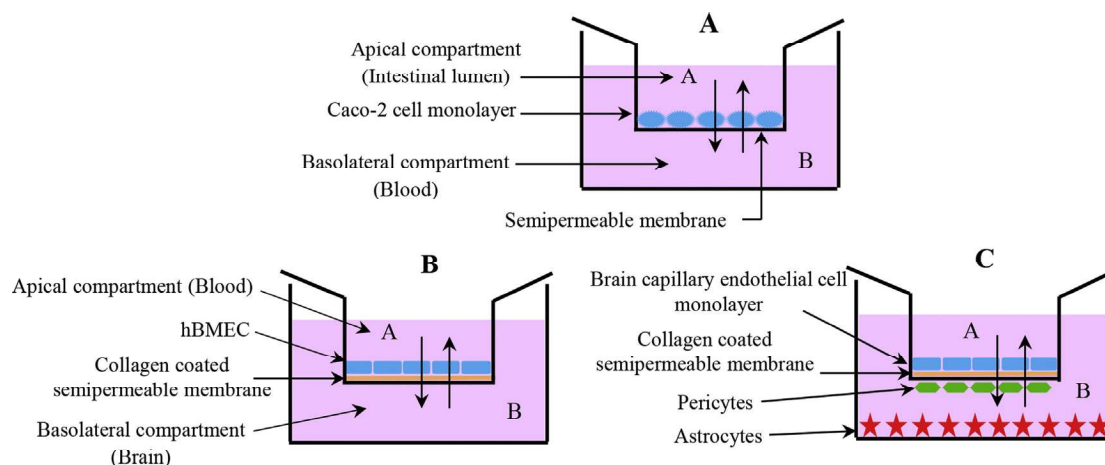 A
Apical compartment
(Intestinal lumen)
A
Caco-2 cell monolayer
Basolateral compartment
(Blood)
B
Semipermeable membrane
B
Apical compartment (Blood)
A
hBMEC
Collagen coated
semipermeable membrane
B
Basolateral compartment
(Brain)
C
Brain capillary endothelial cell
monolayer
A
Collagen coated
semipermeable membrane
Pericytes
B
Astrocytes